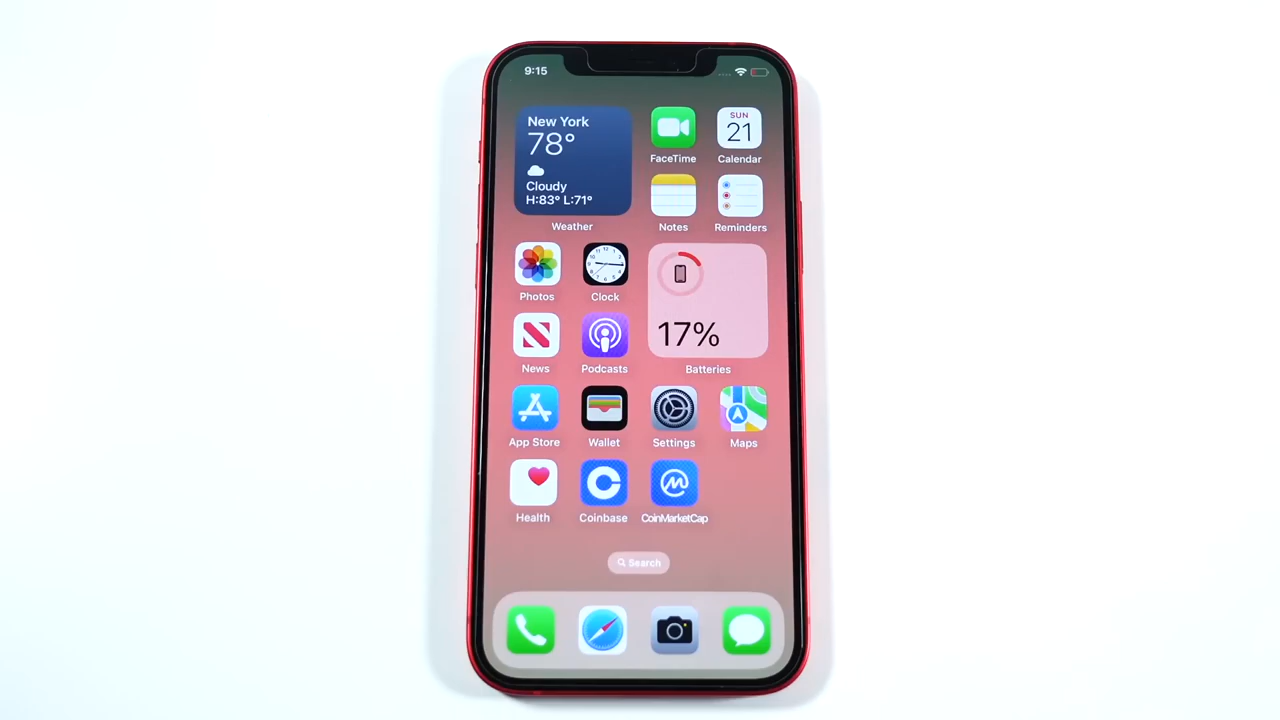 9:15
New York
78°
Cloudy
H:83° L:71°
Weather
FaceTime
SUN
21
Calendar
Notes
Reminders
Photos
Clock
17%
Batteries
News
Podcasts
App Store
Wallet
Settings
Maps
Health
Coinbase
CoinMarketCap
Search